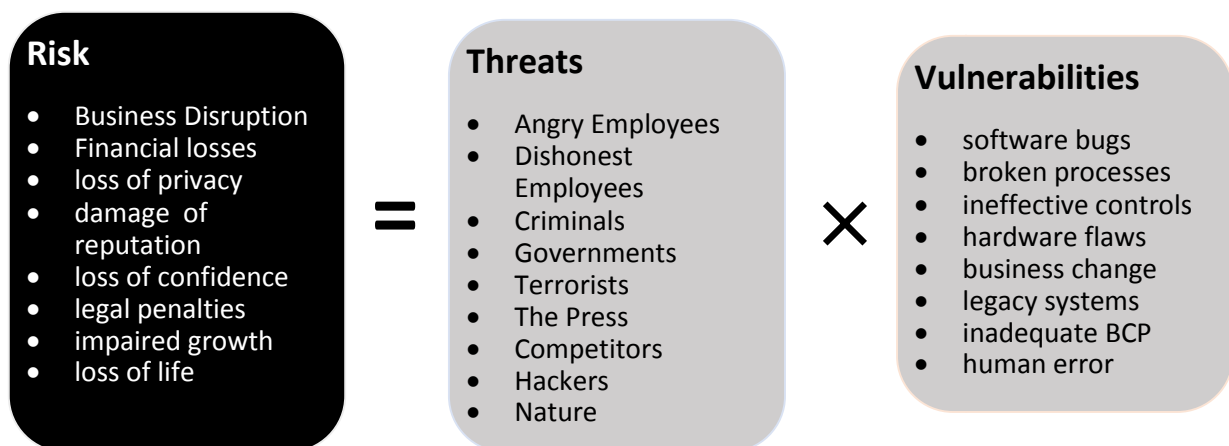 Risk
• Business Disruption
• Financial losses
• loss of privacy
• damage of
reputation
• loss of confidence
• legal penalties
• impaired growth
• loss of life
=
Threats
• Angry Employees
• Dishonest
Employees
• Criminals
• Governments
• Terrorists
• The Press
• Competitors
• Hackers
• Nature
×
Vulnerabilities
• software bugs
• broken processes
• ineffective controls
• hardware flaws
• business change
• legacy systems
• inadequate BCP
• human error